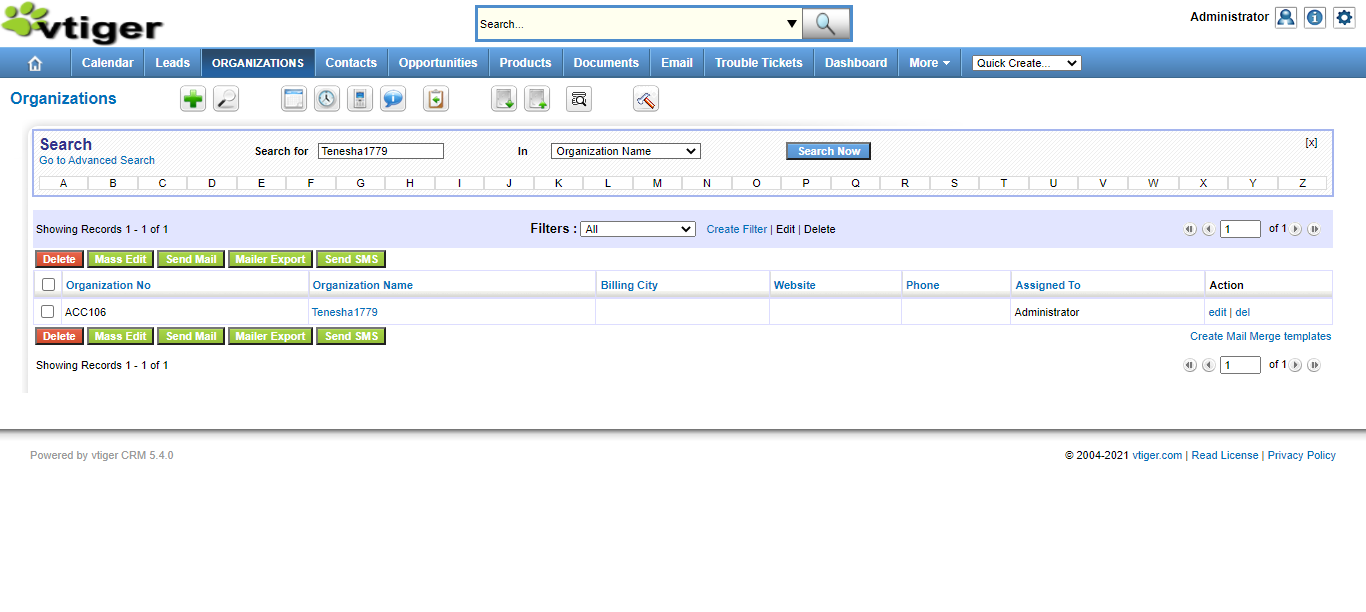 vtiger
Search...
Administrator
Calendar Leads ORGANIZATIONS Contacts Opportunities Products Documents Email Trouble Tickets Dashboard More Quick Create...
Organizations
Search
Go to Advanced Search
Search for Tenesha1779 In Organization Name Search Now
[x]
A B C D E F G H I J K L M N O P Q R S T U V W X Y Z
Showing Records 1 - 1 of 1 Filters : All Create Filter | Edit | Delete 1 of 1
Delete Mass Edit Send Mail Mailer Export Send SMS
Organization No Organization Name Billing City Website Phone Assigned To Action
ACC106 Tenesha1779 Administrator edit | del
Delete Mass Edit Send Mail Mailer Export Send SMS Create Mail Merge templates
Showing Records 1 - 1 of 1 1 of 1
Powered by vtiger CRM 5.4.0 © 2004-2021 vtiger.com | Read License | Privacy Policy